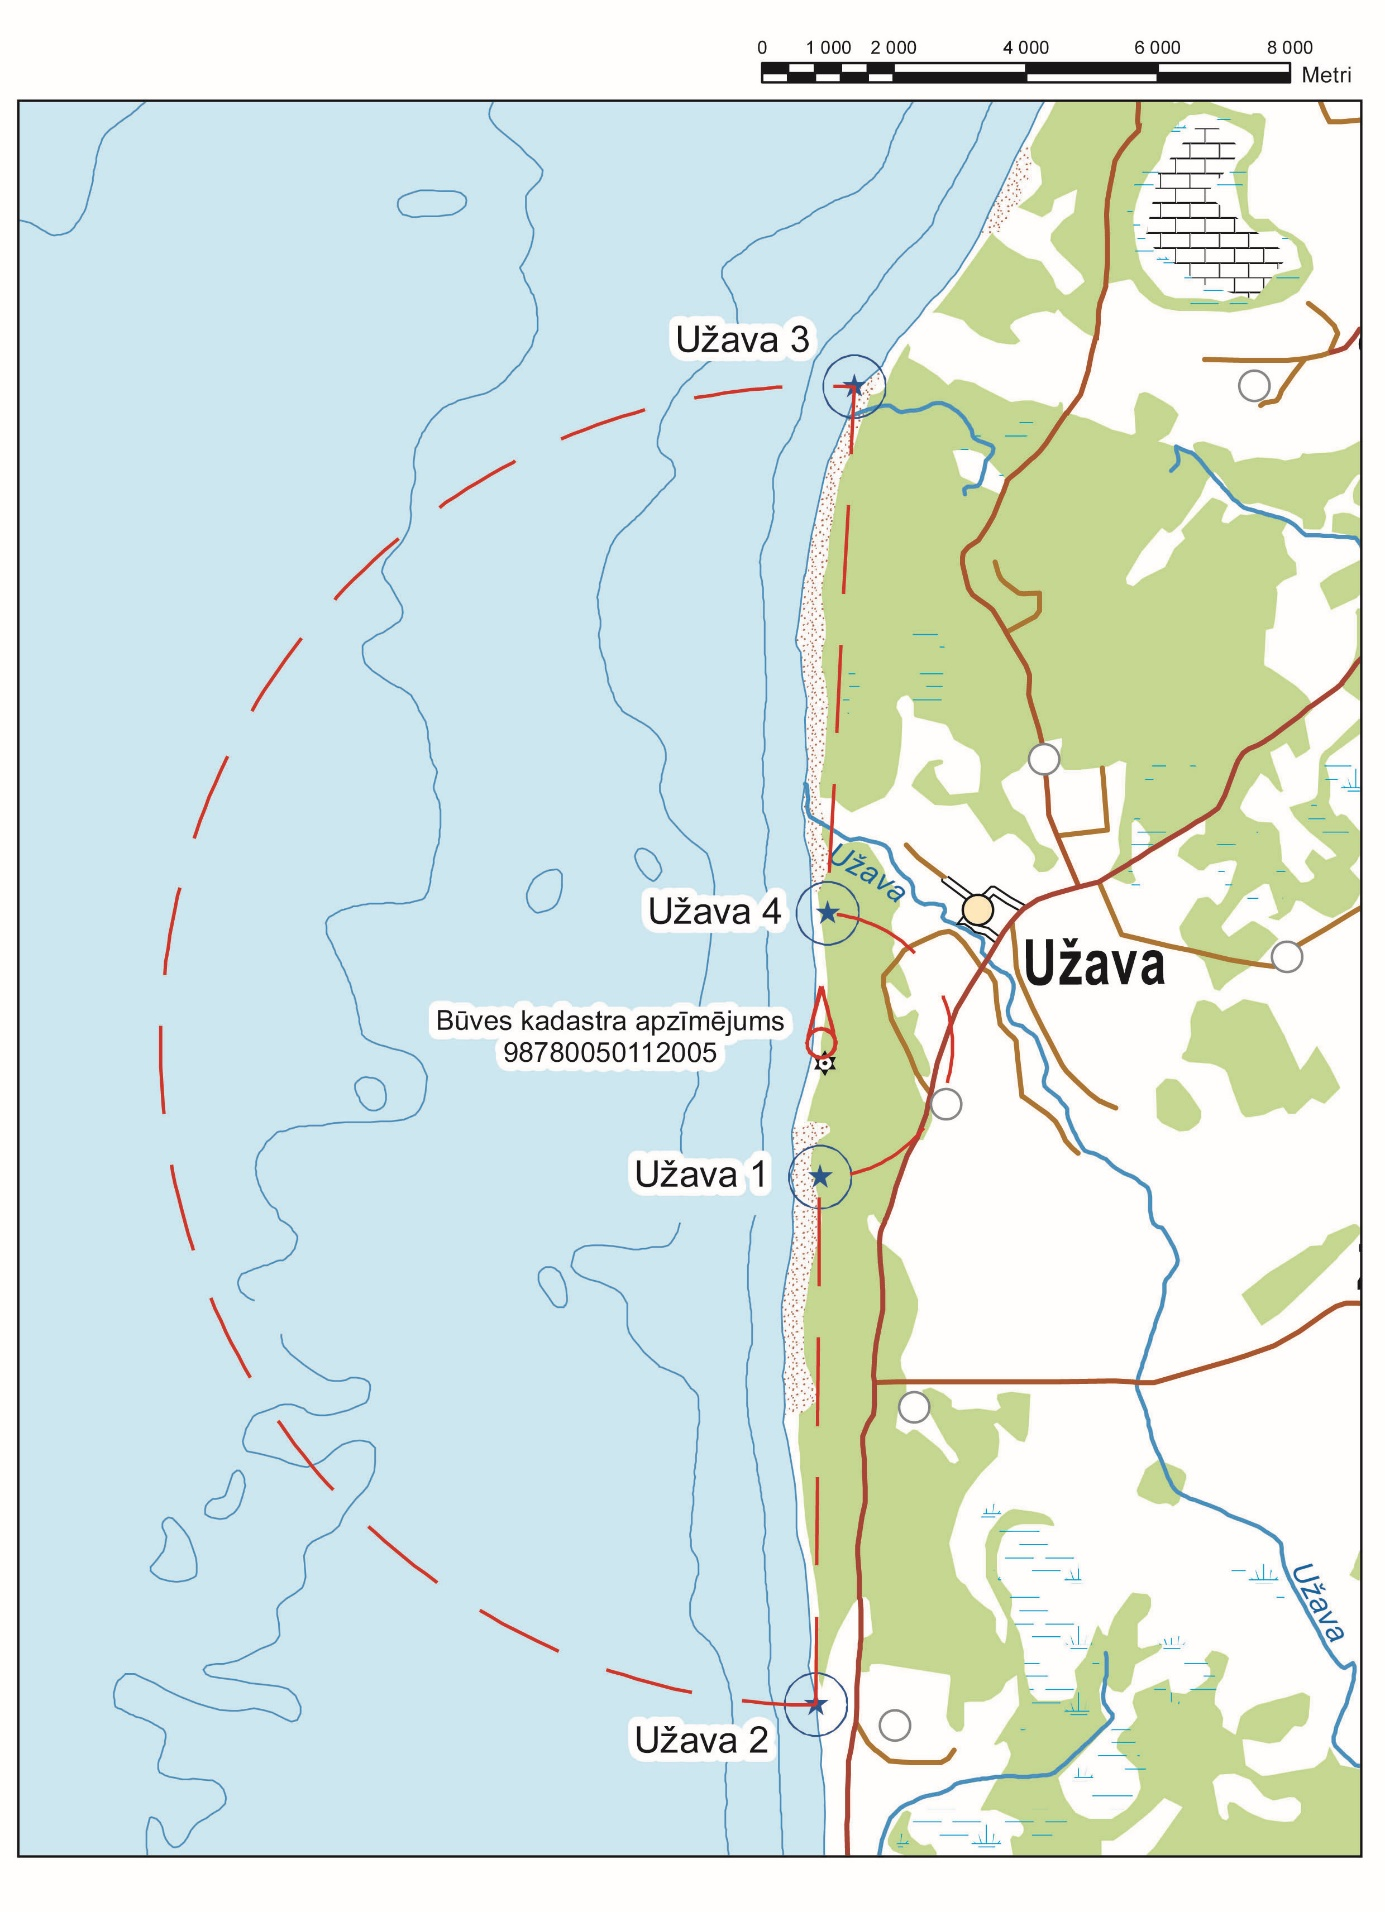 0 1 000 2 000 4 000 6 000 8 000
Metri
Užava 3
Užava
Užava 4
Užava
Būves kadastra apzīmējums
98780050112005
Užava 1
Užava
Užava 2